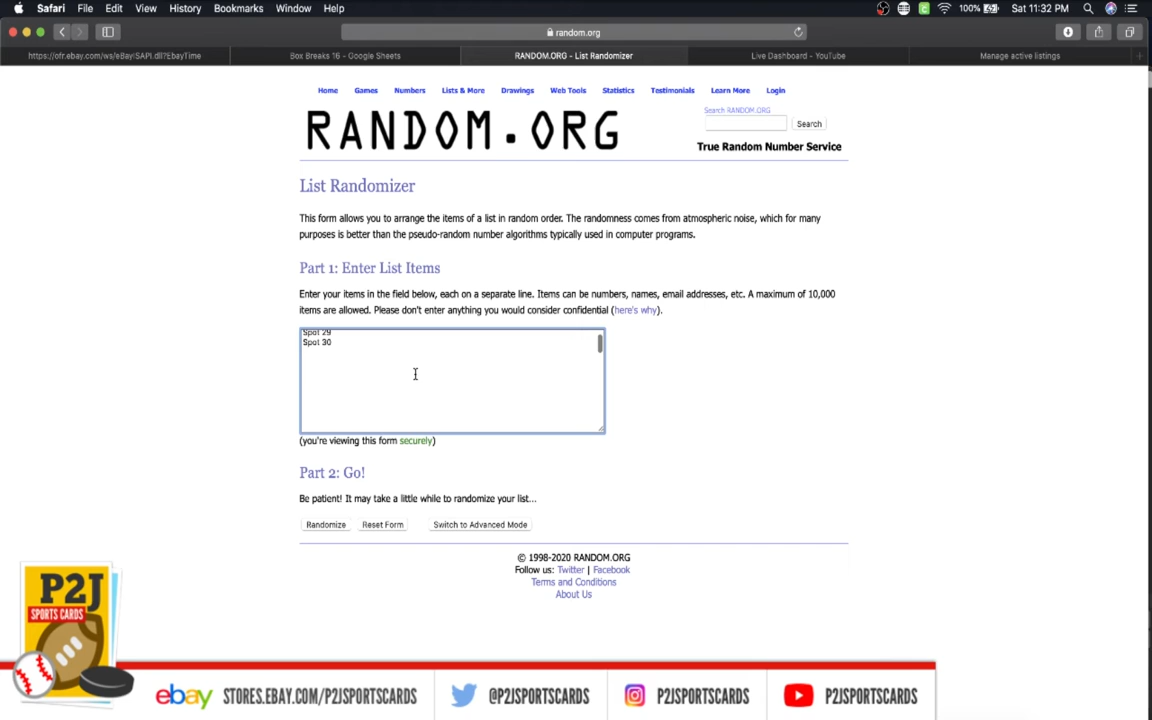 Safari File Edit View History Bookmarks Window Help
100% Sat 11:32 PM
random.org
https://ofr.ebay.com/ws/eBayISAPI.dll?EbayTime
Box Breaks 16 - Google Sheets
RANDOM.ORG - List Randomizer
Live Dashboard - YouTube
Manage active listings
Home Games Numbers Lists & More Drawings Web Tools Statistics Testimonials Learn More Login
RANDOM.ORG
Search RANDOM.ORG
Search
True Random Number Service
List Randomizer
This form allows you to arrange the items of a list in random order. The randomness comes from atmospheric noise, which for many
purposes is better than the pseudo-random number algorithms typically used in computer programs.
Part 1: Enter List Items
Enter your items in the field below, each on a separate line. Items can be numbers, names, email addresses, etc. A maximum of 10,000
items are allowed. Please don't enter anything you would consider confidential (here's why).
Spot 29
Spot 30
(you're viewing this form securely)
Part 2: Go!
Be patient! It may take a little while to randomize your list...
Randomize Reset Form Switch to Advanced Mode
© 1998-2020 RANDOM.ORG
Follow us: Twitter | Facebook
Terms and Conditions
About Us
P2J
SPORTS CARDS
ebay STORES.EBAY.COM/P2JSPORTSCARDS
@P2JSPORTSCARDS
P2JSPORTSCARDS
P2JSPORTSCARDS